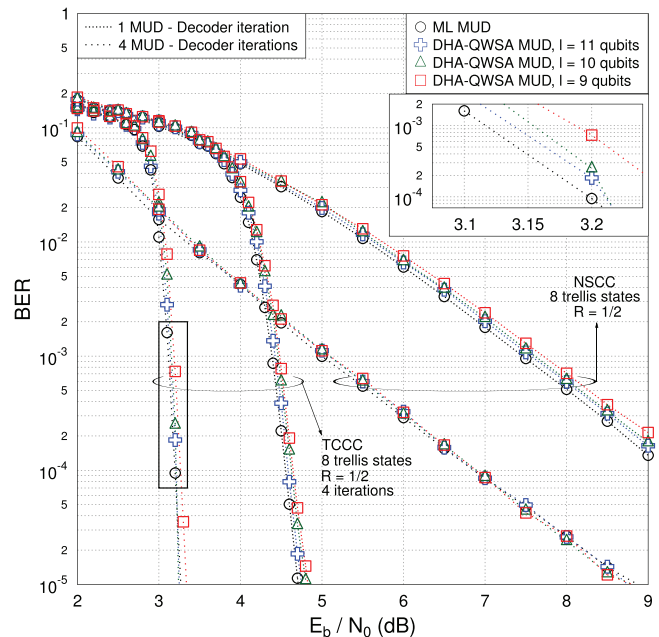 1 MUD - Decoder iteration
4 MUD - Decoder iterations
ML MUD
DHA-QWSA MUD, l = 11 qubits
DHA-QWSA MUD, l = 10 qubits
DHA-QWSA MUD, l = 9 qubits
1
5
2
10^-1
5
2
10^-2
5
2
10^-3
5
2
10^-4
5
2
10^-5
BER
2
10^-3
5
2
10^-4
3.1
3.15
3.2
NSCC
8 trellis states
R = 1/2
TCCC
8 trellis states
R = 1/2
4 iterations
2 3 4 5 6 7 8 9
E_b / N_0 (dB)